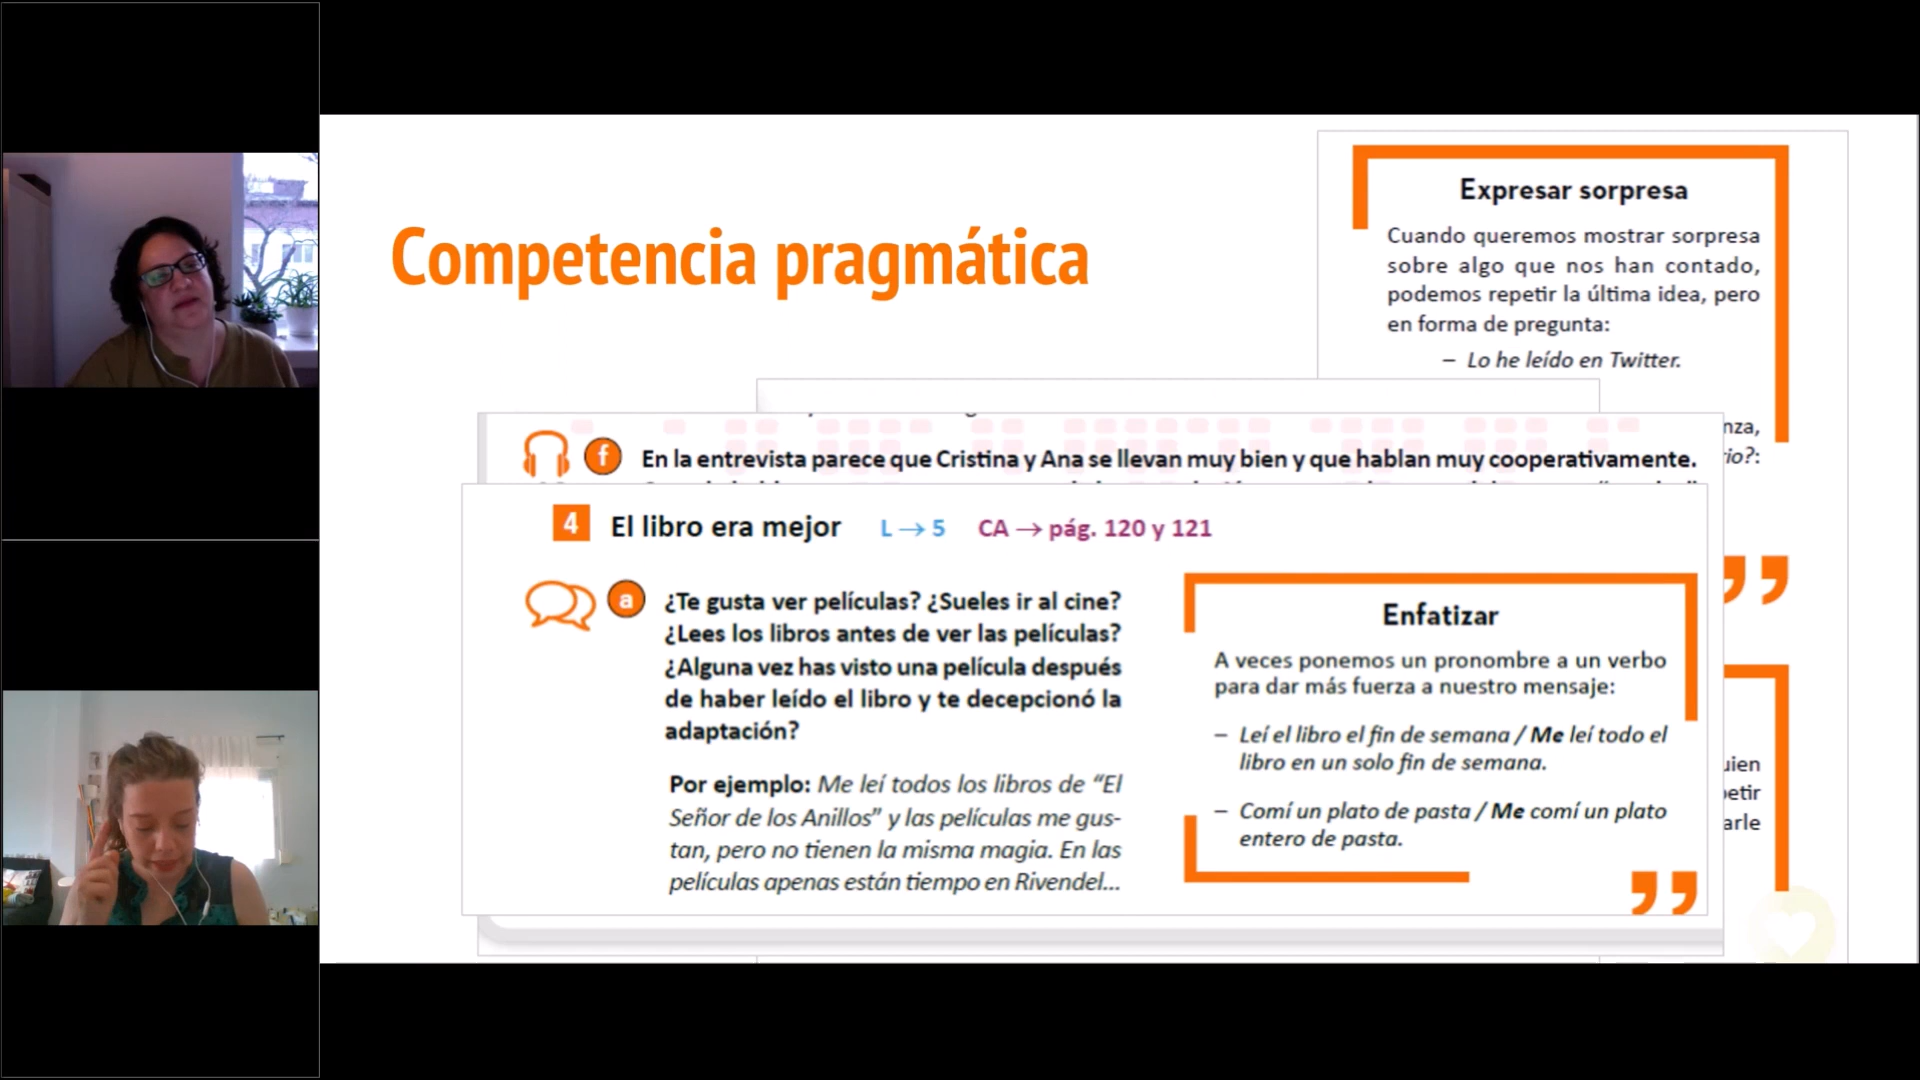 Competencia pragmática
Expresar sorpresa
Cuando queremos mostrar sorpresa
sobre algo que nos han contado,
podemos repetir la última idea, pero
en forma de pregunta:
– Lo he leído en Twitter.
f En la entrevista parece que Cristina y Ana se llevan muy bien y que hablan muy cooperativamente.
4 El libro era mejor L → 5 CA → pág. 120 y 121
a ¿Te gusta ver películas? ¿Sueles ir al cine?
¿Lees los libros antes de ver las películas?
¿Alguna vez has visto una película después
de haber leído el libro y te decepcionó la
adaptación?
Por ejemplo: Me leí todos los libros de “El
Señor de los Anillos” y las películas me gus-
tan, pero no tienen la misma magia. En las
películas apenas están tiempo en Rivendel...
Enfatizar
A veces ponemos un pronombre a un verbo
para dar más fuerza a nuestro mensaje:
– Leí el libro el fin de semana / Me leí todo el
libro en un solo fin de semana.
– Comí un plato de pasta / Me comí un plato
entero de pasta.